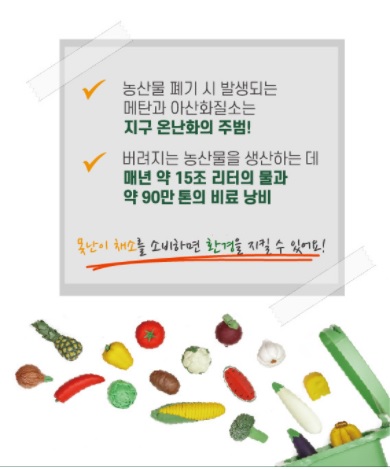 농산물 폐기 시 발생되는
메탄과 아산화질소는
지구 온난화의 주범!
버려지는 농산물을 생산하는 데
매년 약 15조 리터의 물과
약 90만 톤의 비료 낭비
못난이 채소를 소비하면 환경을 지킬 수 있어요!